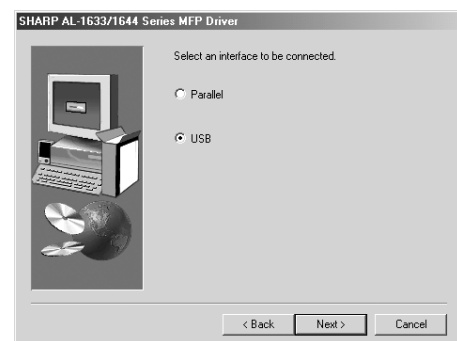 SHARP AL-1633/1644 Series MFP Driver
Select an interface to be connected.
Parallel
USB
< Back
Next >
Cancel